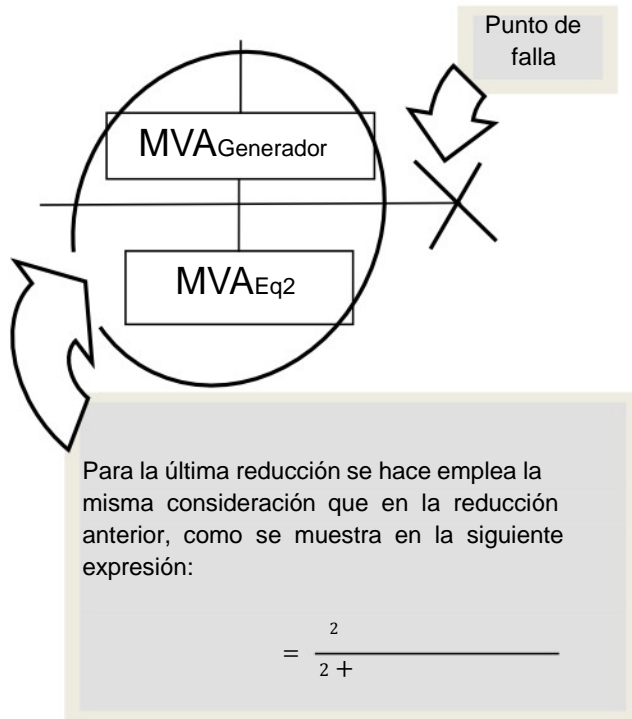 Punto de
falla
MVAGenerador
MVAEq2
Para la última reducción se hace emplea la
misma consideración que en la reducción
anterior, como se muestra en la siguiente
expresión:
2
=
2 +